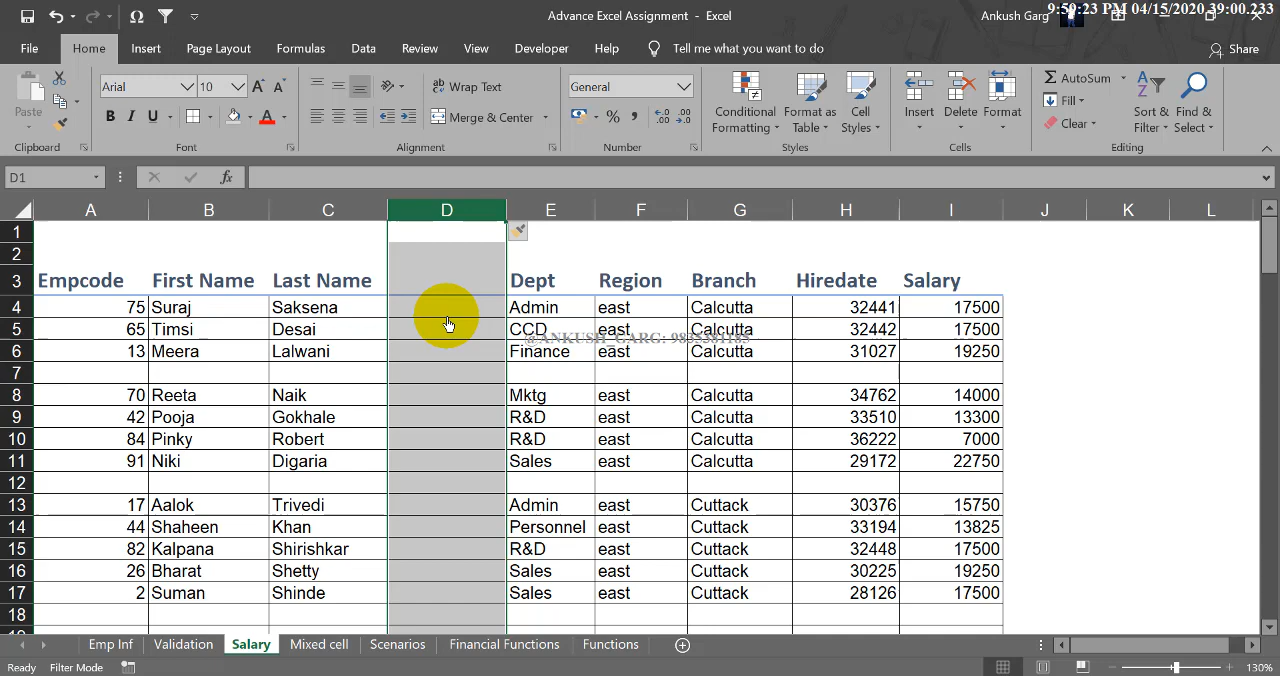 Advance Excel Assignment - Excel
Ankush Garg
9:59:23 PM 04/15/2020.39:00.233
File Home Insert Page Layout Formulas Data Review View Developer Help Tell me what you want to do Share
Paste
Clipboard
Arial 10
B I U
Font
Wrap Text
Merge & Center
Alignment
General
Number
Conditional Formatting
Format as Table
Cell Styles
Styles
Insert Delete Format
Cells
AutoSum
Fill
Clear
Sort & Filter
Find & Select
Editing
D1
fx
A B C D E F G H I J K L
1
2
3 Empcode First Name Last Name Dept Region Branch Hiredate Salary
4 75 Suraj Saksena Admin east Calcutta 32441 17500
5 65 Timsi Desai CCD east Calcutta 32442 17500
6 13 Meera Lalwani Finance east Calcutta 31027 19250
7
8 70 Reeta Naik Mktg east Calcutta 34762 14000
9 42 Pooja Gokhale R&D east Calcutta 33510 13300
10 84 Pinky Robert R&D east Calcutta 36222 7000
11 91 Niki Digaria Sales east Calcutta 29172 22750
12
13 17 Aalok Trivedi Admin east Cuttack 30376 15750
14 44 Shaheen Khan Personnel east Cuttack 33194 13825
15 82 Kalpana Shirishkar R&D east Cuttack 32448 17500
16 26 Bharat Shetty Sales east Cuttack 30225 19250
17 2 Suman Shinde Sales east Cuttack 28126 17500
18
@ANKUSH_GARG:
Emp Inf Validation Salary Mixed cell Scenarios Financial Functions Functions
Ready Filter Mode 130%